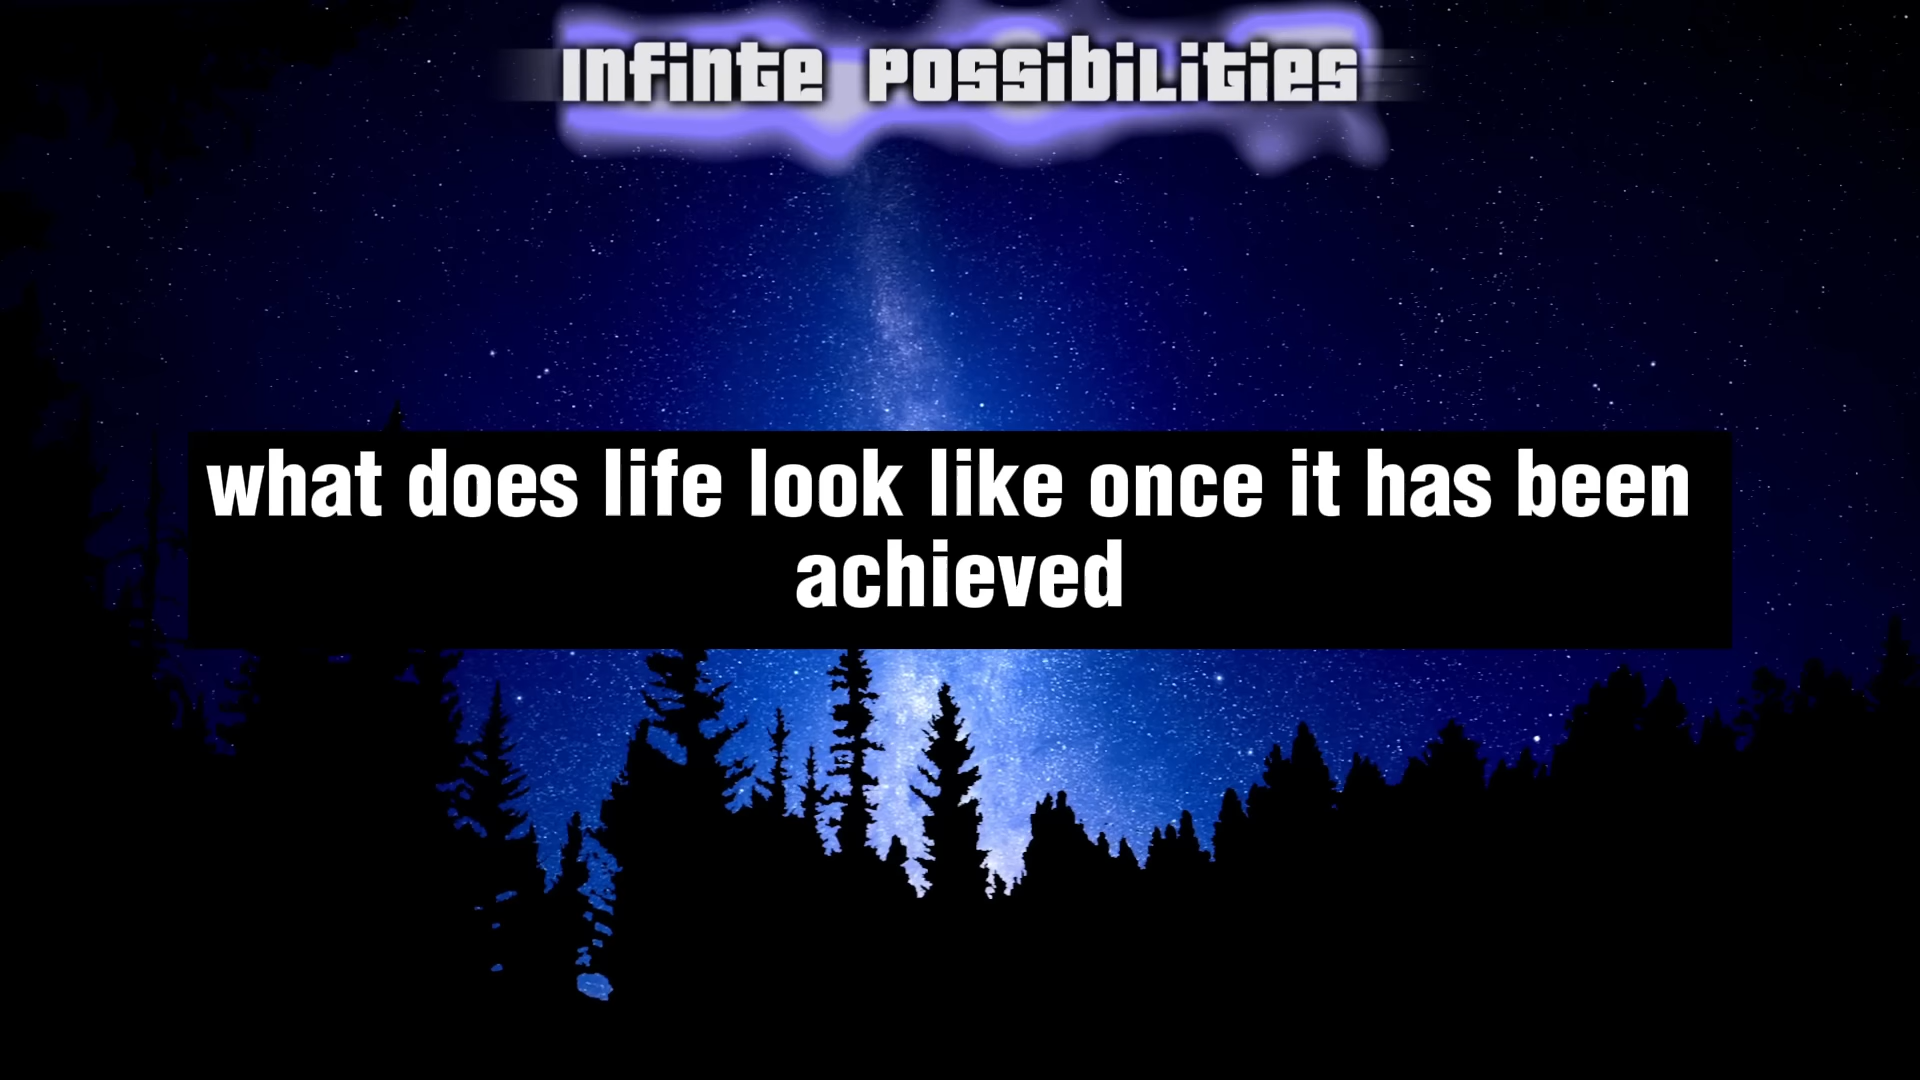 Infinte Possibilities
what does life look like once it has been
achieved